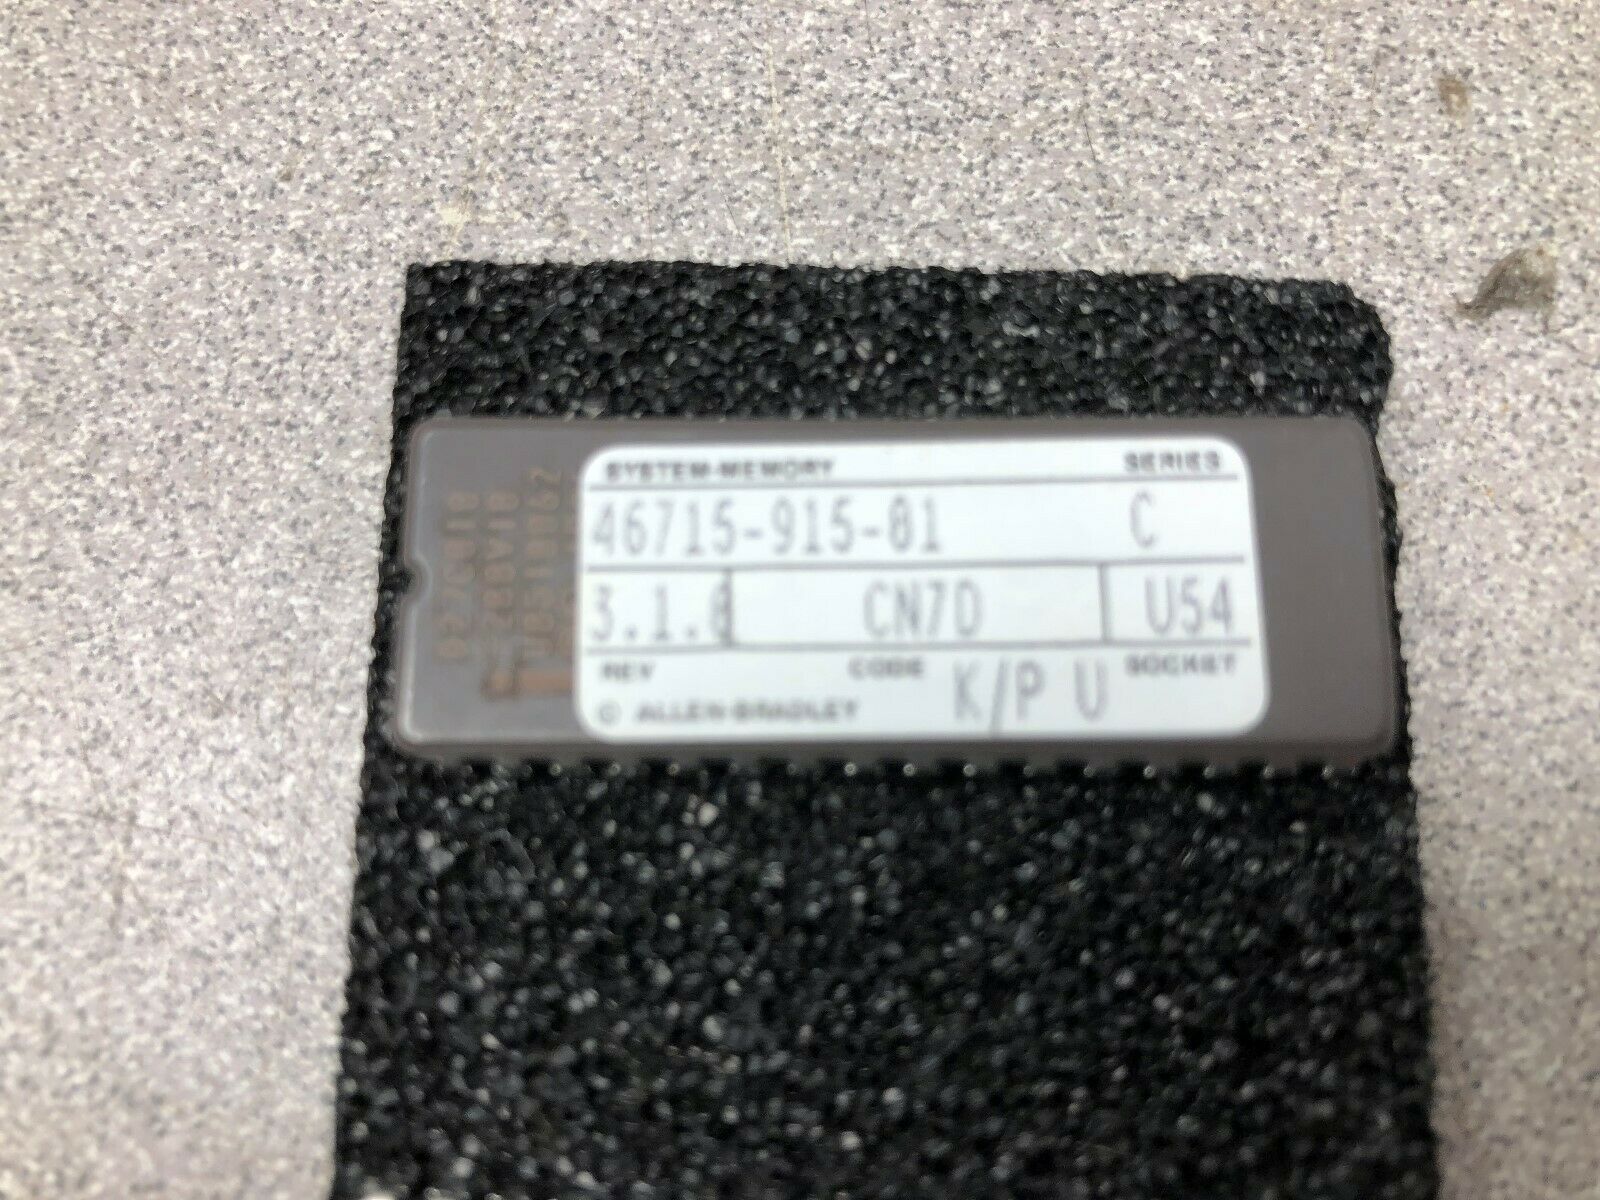 SYSTEM-MEMORY SERIES
46715-915-01 C
3.1.0 CN7D U54
REV CODE SOCKET
© ALLEN-BRADLEY K/P U